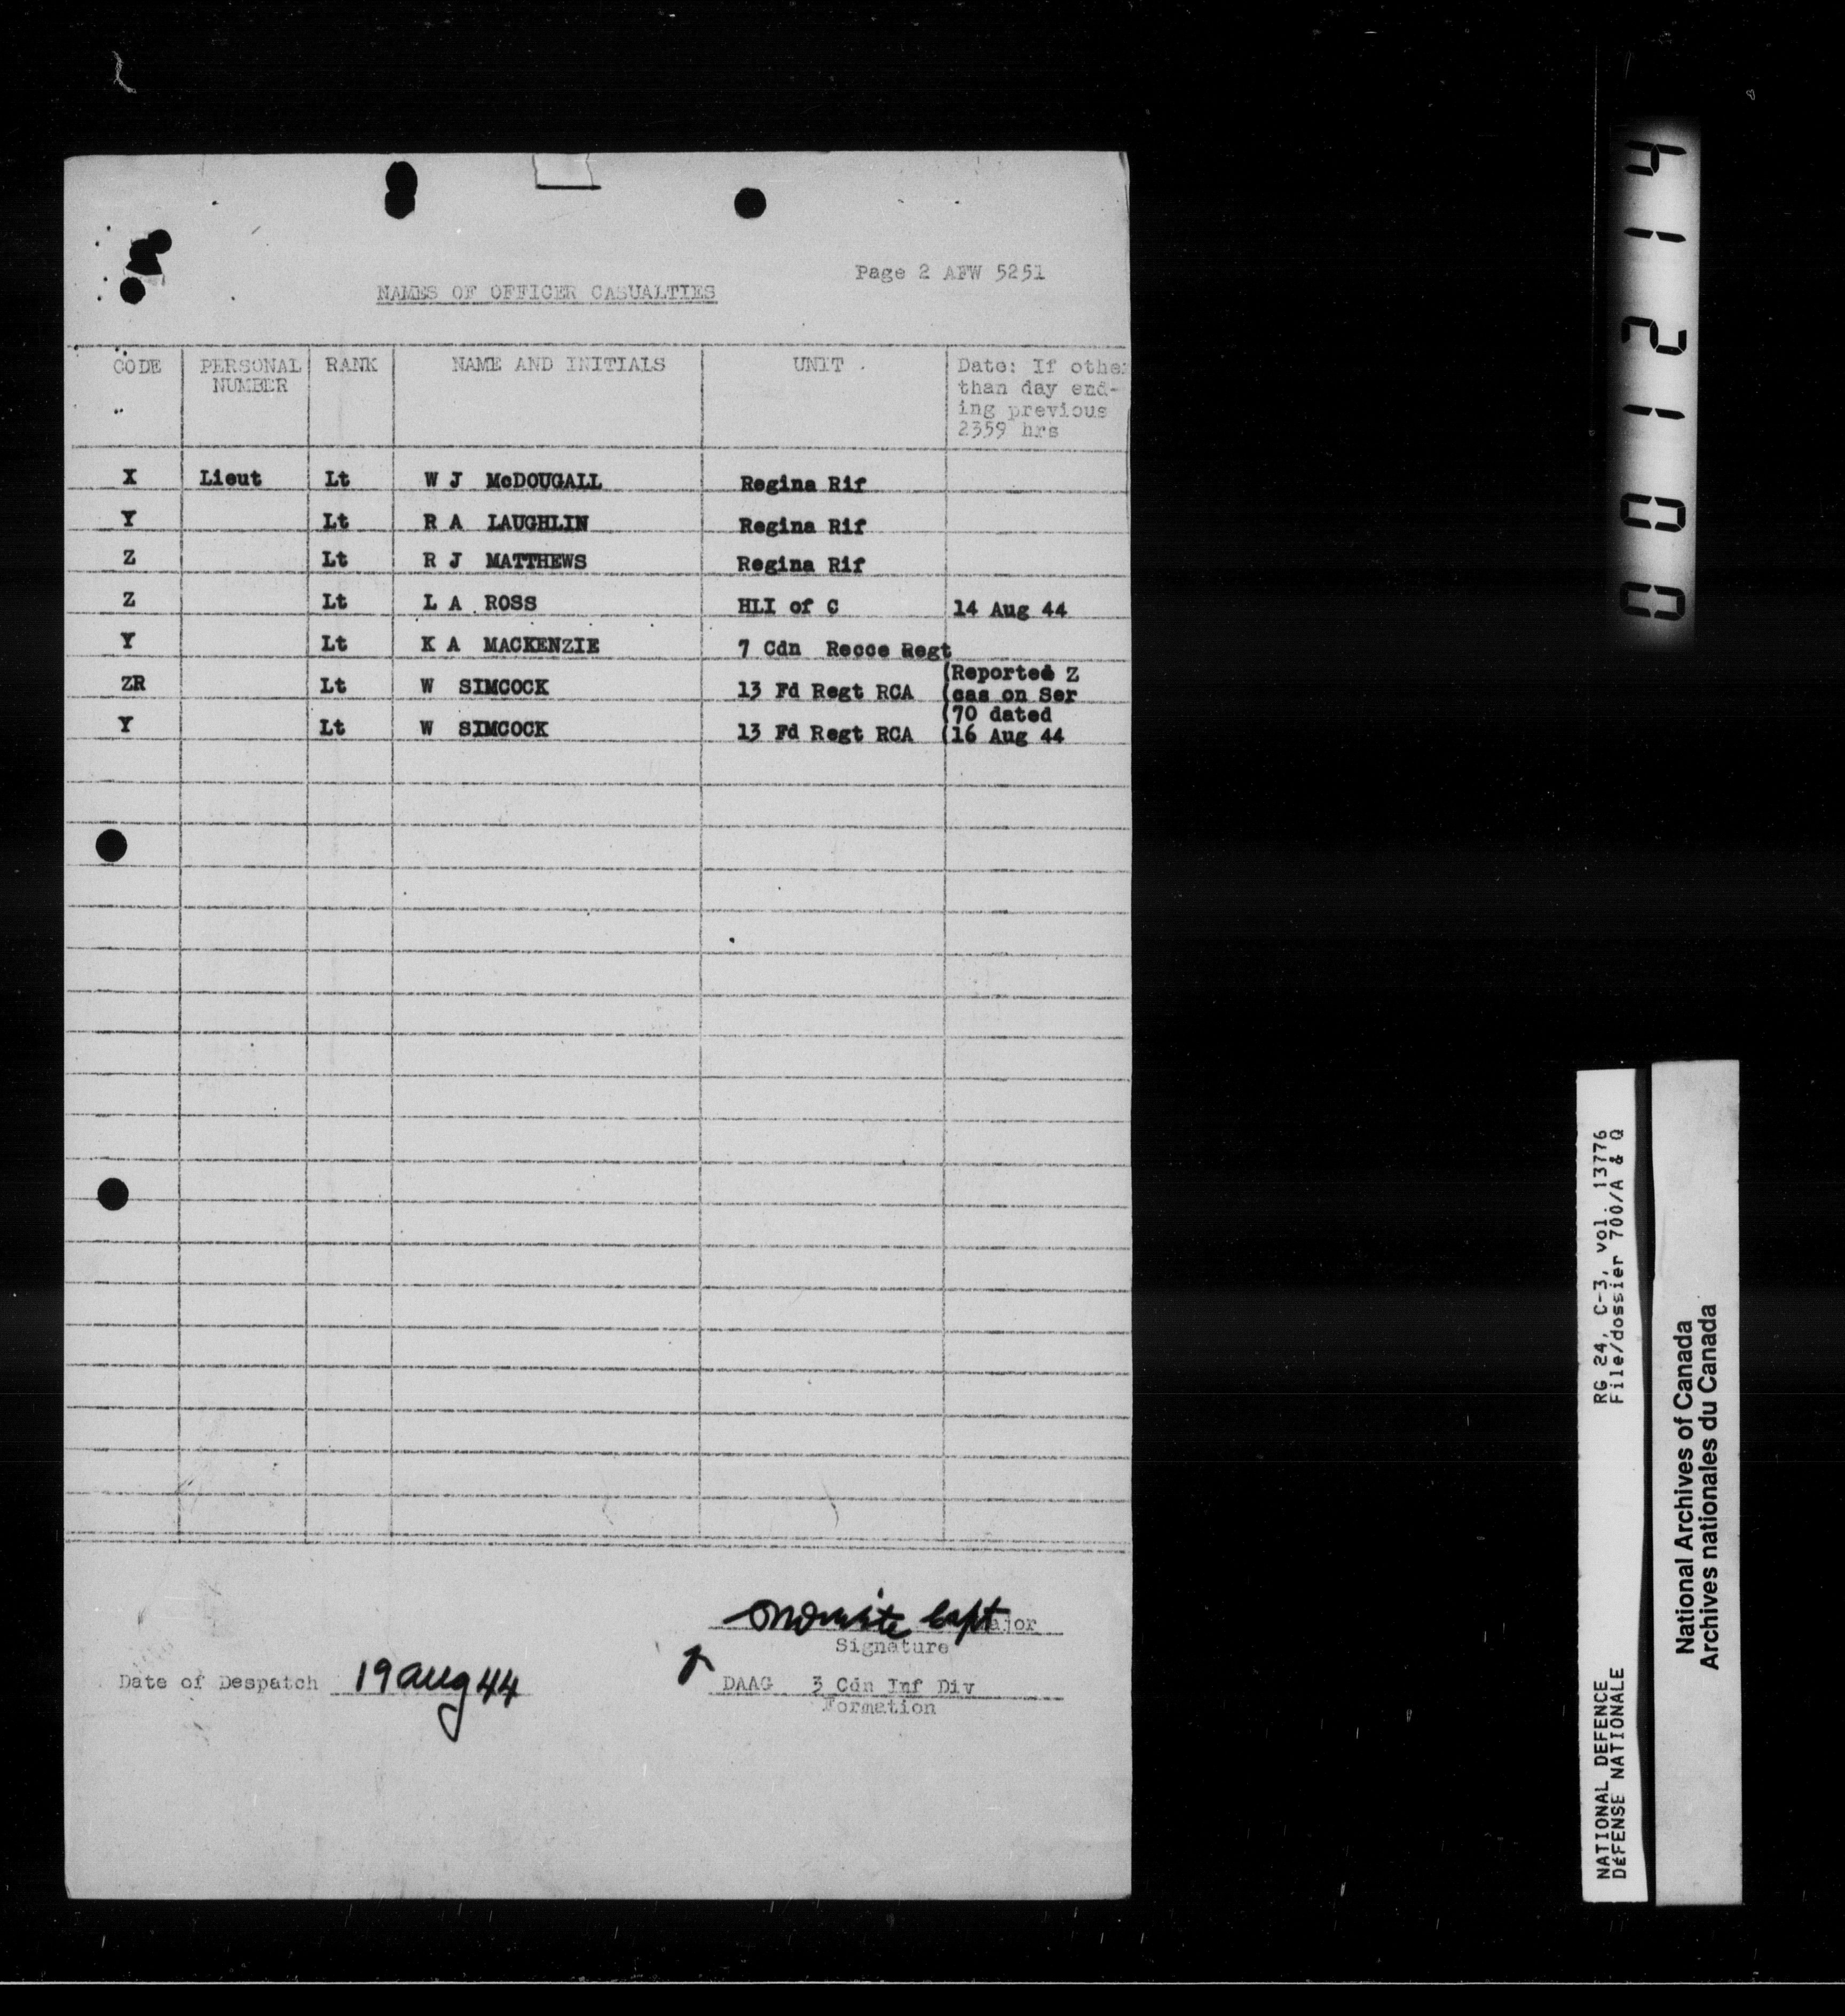 Page 2 AFW 5251
NAMES OF OFFICER CASUALTIES
CODE PERSONAL NUMBER RANK NAME AND INITIALS UNIT Date: If other than day end-ing previous 2359 hrs
X Lieut Lt W J McDOUGALL Regina Rif
Y Lt R A LAUGHLIN Regina Rif
Z Lt R J MATTHEWS Regina Rif
Z Lt L A ROSS HLI of C 14 Aug 44
Y Lt K A MACKENZIE 7 Cdn Recce Regt
ZR Lt W SIMCOCK 13 Fd Regt RCA (Reported Z
(cas on Ser
Y Lt W SIMCOCK 13 Fd Regt RCA (70 dated
(16 Aug 44
Capt ajor
Signature
Date of Despatch 19 Aug 44
DAAG 3 Cdn Inf Div
Formation
001214
RG 24, C-3, vol. 13776
File/dossier 700/A & Q
NATIONAL DEFENCE
DÉFENSE NATIONALE
National Archives of Canada
Archives nationales du Canada